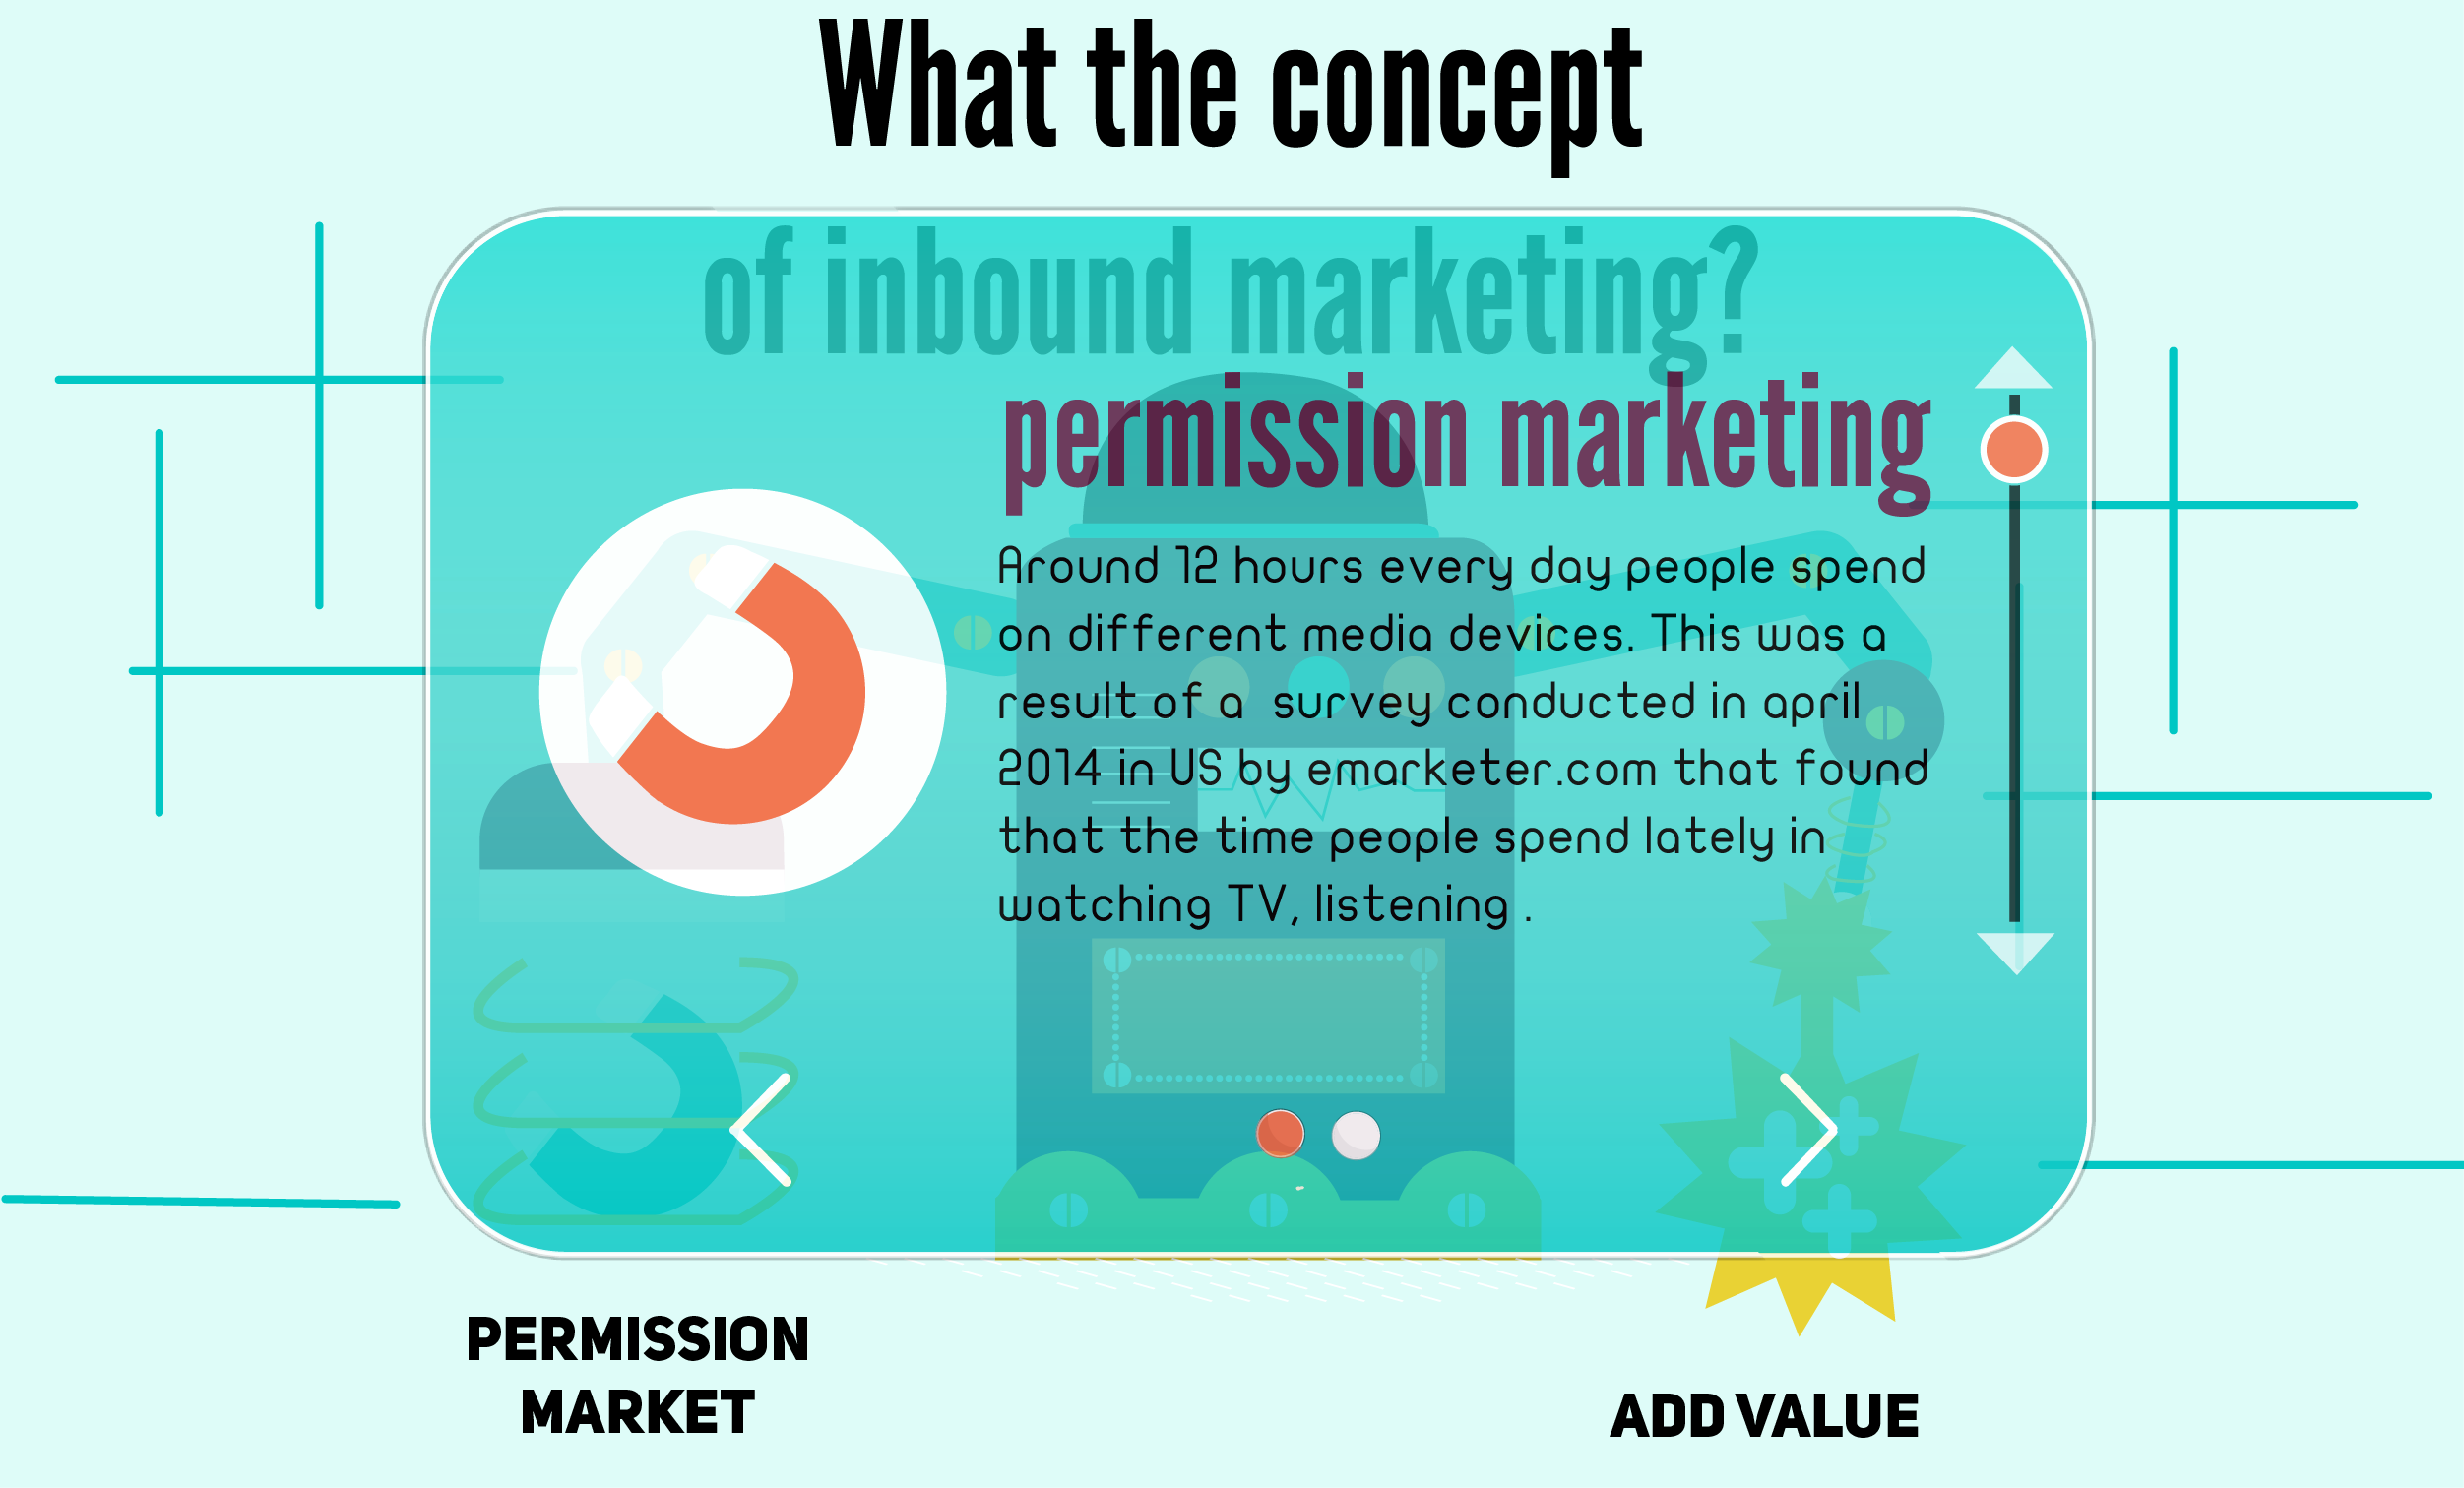 What the concept
of inbound marketing?
permission marketing
Around 12 hours every day people spend
on different media devices. This was a
result of a survey conducted in april
2014 in US by emarketer.com that found
that the time people spend lately in
watching TV, listening .
PERMISSION
MARKET
ADD VALUE